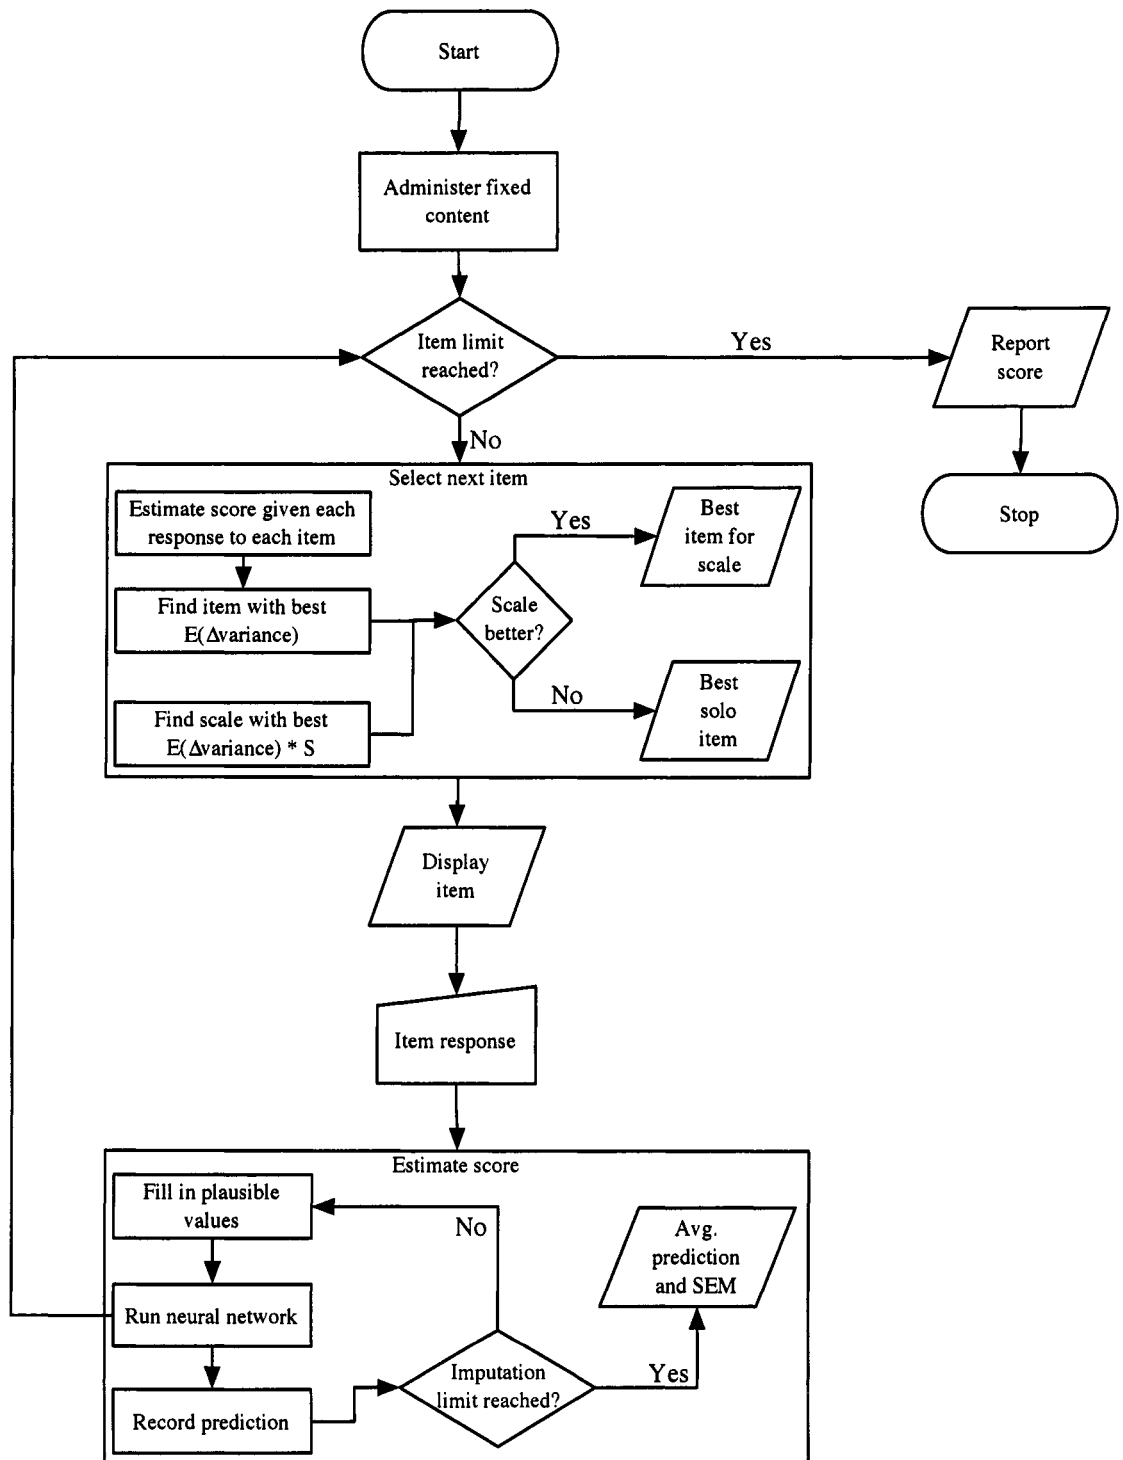 Start
Administer fixed
content
Item limit
reached?
Yes
Report
score
Stop
No
Select next item
Estimate score given each
response to each item
Find item with best
E(Δvariance)
Find scale with best
E(Δvariance) * S
Scale
better?
Yes
Best
item for
scale
No
Best
solo
item
Display
item
Item response
Estimate score
Fill in plausible
values
Run neural network
Record prediction
No
Imputation
limit reached?
Yes
Avg.
prediction
and SEM